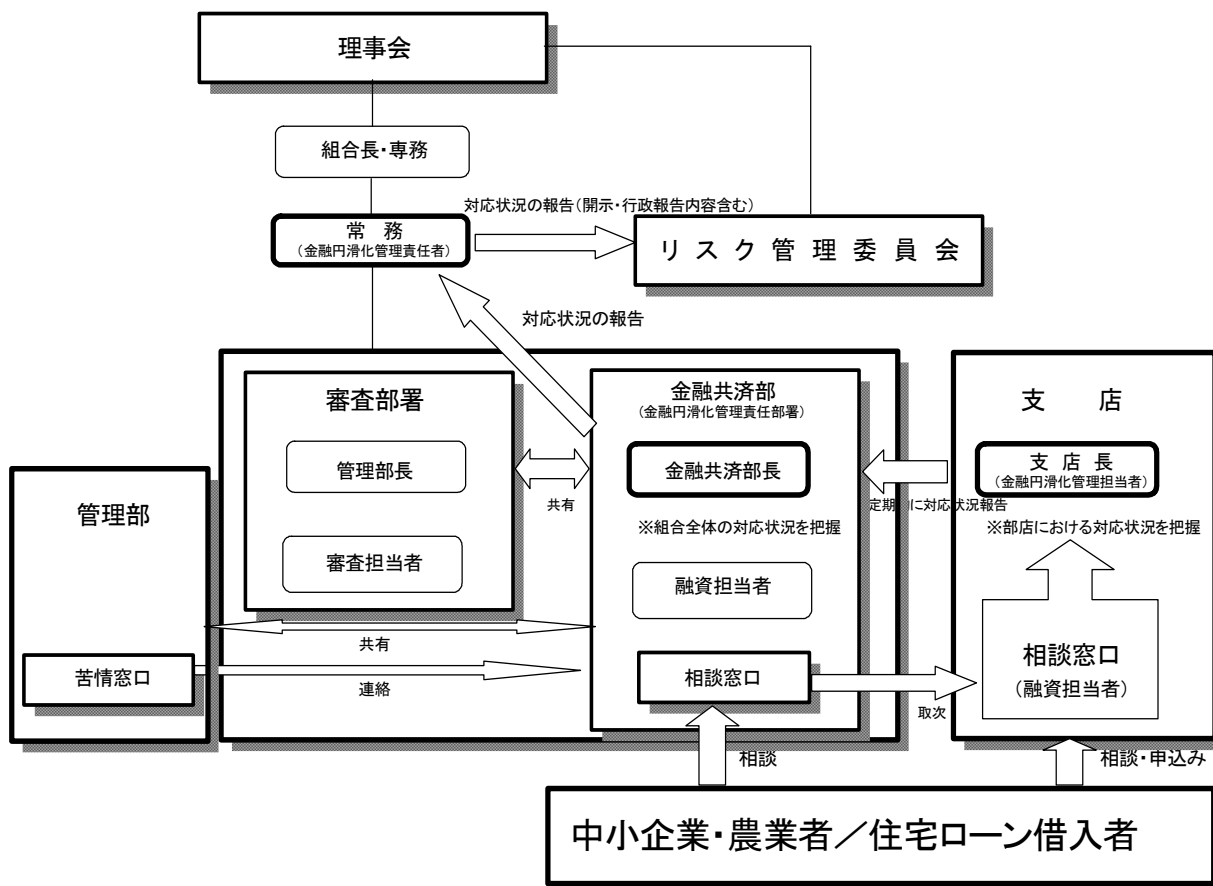 理事会
組合長・専務
対応状況の報告(開示・行政報告内容含む)
常　務
(金融円滑化管理責任者)
リ ス ク 管 理 委 員 会
対応状況の報告
審査部署
管理部長
審査担当者
共有
金融共済部
(金融円滑化管理責任部署)
金融共済部長
※組合全体の対応状況を把握
融資担当者
相談窓口
支　　店
支 店 長
(金融円滑化管理担当者)
に対応状況報告
※部店における対応状況を把握
相談窓口
(融資担当者)
管理部
苦情窓口
共有
連絡
取次
相談
相談・申込み
中小企業・農業者／住宅ローン借入者